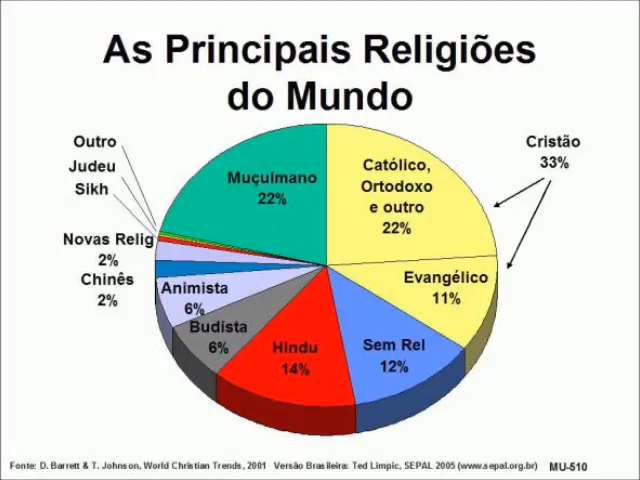 As Principais Religiões
do Mundo
Outro
Judeu
Sikh
Muçulmano
22%
Católico,
Ortodoxo
e outro
22%
Cristão
33%
Novas Relig
2%
Chinês
2%
Animista
6%
Budista
6%
Hindu
14%
Sem Rel
12%
Evangélico
11%
Fonte: D. Barrett & T. Johnson, World Christian Trends, 2001 Versão Brasileira: Ted Limpic, SEPAL 2005 (www.sepal.org.br) MU-510